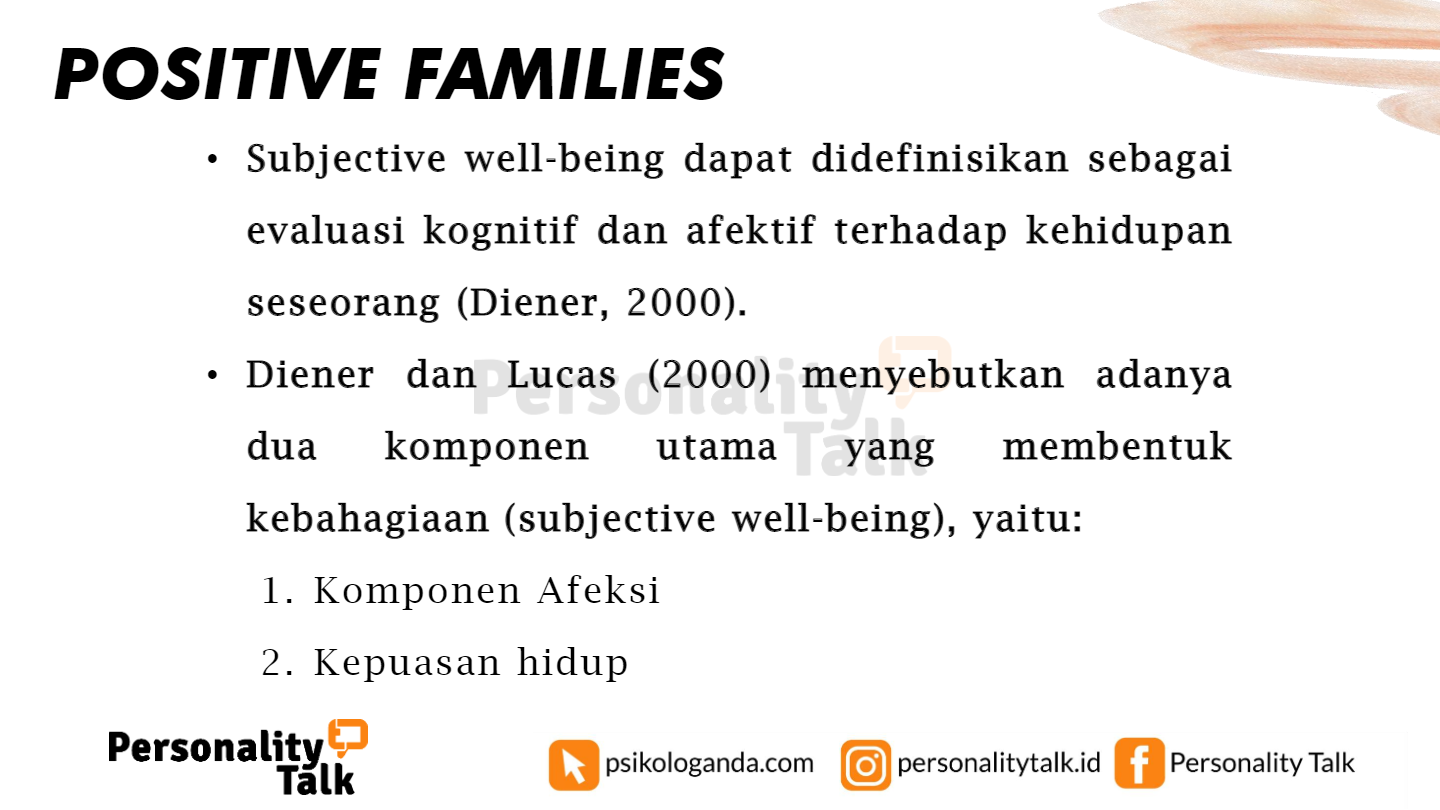 POSITIVE FAMILIES
• Subjective well-being dapat didefinisikan sebagai
evaluasi kognitif dan afektif terhadap kehidupan
seseorang (Diener, 2000).
• Diener dan Lucas (2000) menyebutkan adanya
dua komponen utama yang membentuk
kebahagiaan (subjective well-being), yaitu:
1. Komponen Afeksi
2. Kepuasan hidup
Personality
Talk
Personality
Talk
psikologanda.com
personalitytalk.id
Personality Talk